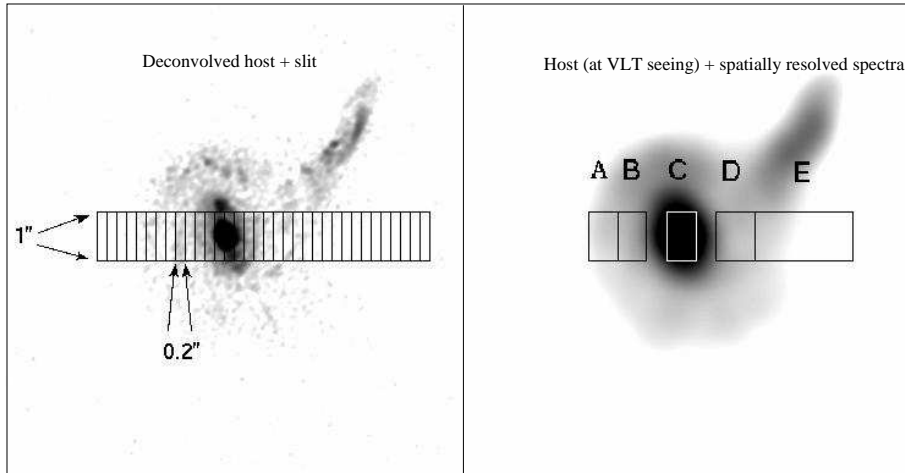 Deconvolved host + slit
1"
0.2"
Host (at VLT seeing) + spatially resolved spectra
A B C D E